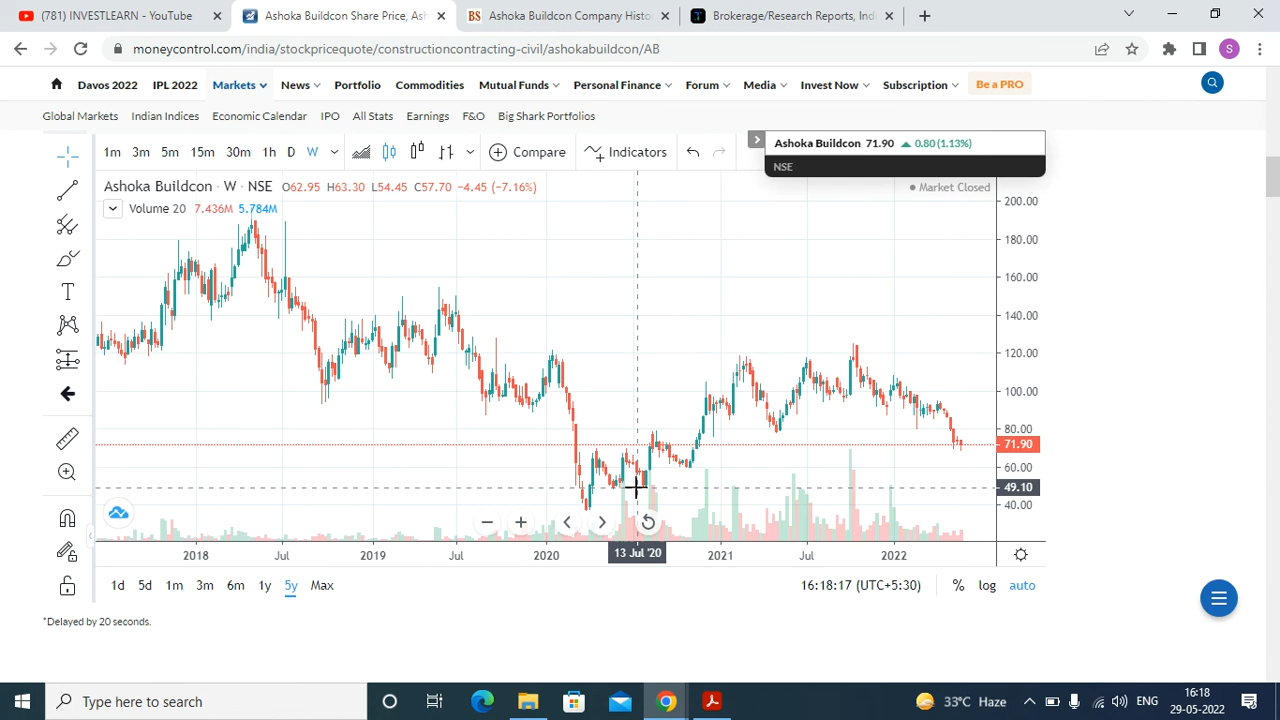 (781) INVESTLEARN - YouTube
Ashoka Buildcon Share Price, Ash
BS Ashoka Buildcon Company Histo
Brokerage/Research Reports, Indi
moneycontrol.com/india/stockpricequote/constructioncontracting-civil/ashokabuildcon/AB
S
Davos 2022 IPL 2022 Markets News Portfolio Commodities Mutual Funds Personal Finance Forum Media Invest Now Subscription Be a PRO
Global Markets Indian Indices Economic Calendar IPO All Stats Earnings F&O Big Shark Portfolios
1m 3m 5m 15m 30m 1h D W Compare Indicators
Ashoka Buildcon 71.90 0.80 (1.13%)
NSE
Ashoka Buildcon · W · NSE O62.95 H63.30 L54.45 C57.70 -4.45 (-7.16%)
Market Closed
Volume 20 7.436M 5.784M
200.00
180.00
160.00
140.00
120.00
100.00
80.00
71.90
60.00
49.10
40.00
2018 Jul 2019 Jul 2020 13 Jul '20 2021 Jul 2022
1d 5d 1m 3m 6m 1y 5y Max 16:18:17 (UTC+5:30) % log auto
*Delayed by 20 seconds.
Type here to search
33°C Haze
ENG
16:18
29-05-2022